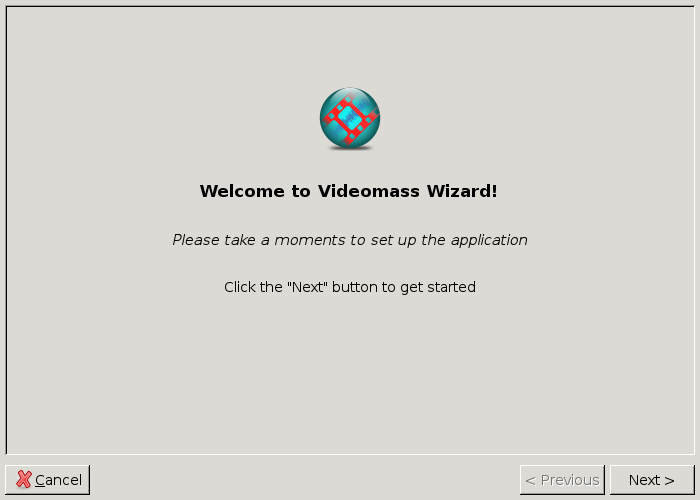 Welcome to Videomass Wizard!
Please take a moments to set up the application
Click the "Next" button to get started
Cancel
< Previous
Next >